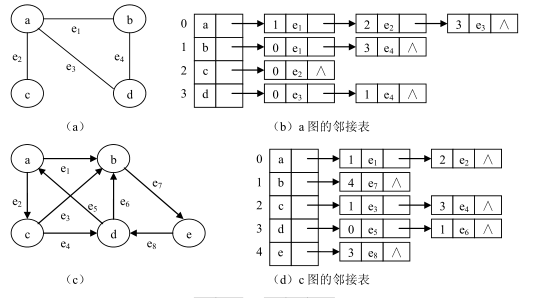 a e₁ b
e₂ e₃ e₄
c d
（a）
0 a 1 e₁ 2 e₂ 3 e₃ ∧
1 b 0 e₁ 3 e₄ ∧
2 c 0 e₂ ∧
3 d 0 e₃ 1 e₄ ∧
（b）a 图的邻接表
a e₁ b
e₂ e₃ e₅ e₆ e₇
c e₄ d e₈ e
（c）
0 a 1 e₁ 2 e₂ ∧
1 b 4 e₇ ∧
2 c 1 e₃ 3 e₄ ∧
3 d 0 e₅ 1 e₆ ∧
4 e 3 e₈ ∧
（d）c 图的邻接表